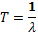 T = 1/λ